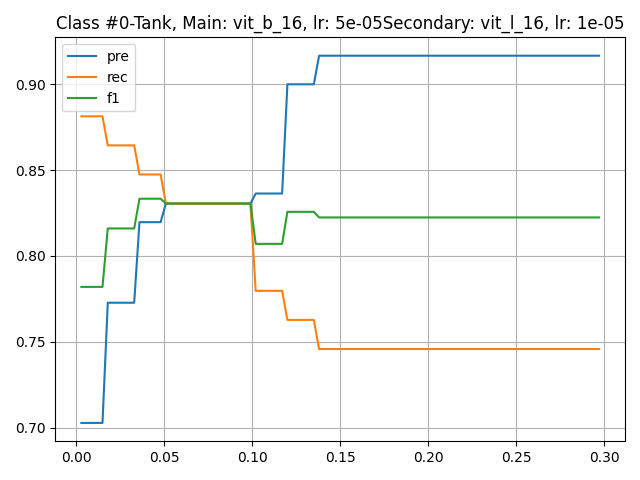 Class #0-Tank, Main: vit_b_16, lr: 5e-05Secondary: vit_l_16, lr: 1e-05
pre
rec
f1
0.90
0.85
0.80
0.75
0.70
0.00 0.05 0.10 0.15 0.20 0.25 0.30